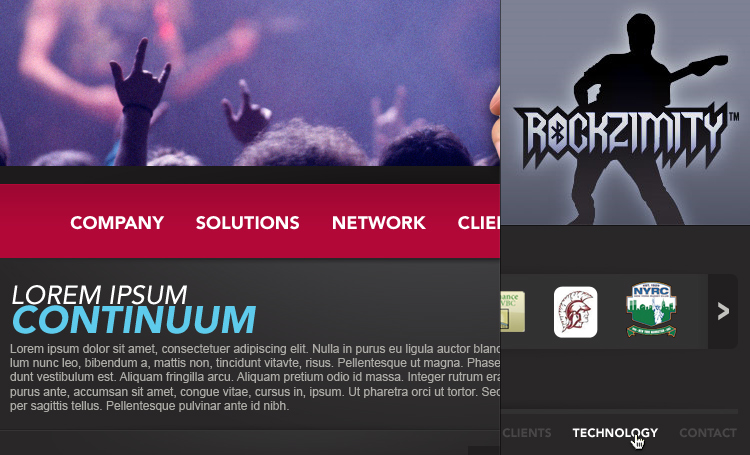 ROCKZIMITY™
COMPANY SOLUTIONS NETWORK CLIE
LOREM IPSUM
CONTINUUM
Lorem ipsum dolor sit amet, consectetuer adipiscing elit. Nulla in purus eu ligula auctor blanc
lum nunc leo, bibendum a, mattis non, tincidunt vitavte, risus. Pellentesque ut magna. Phase
dunt vestibulum est. Aliquam fringilla arcu. Aliquam pretium odio id massa. Integer rutrum era
purus ante, accumsan sit amet, congue vitae, cursus in, ipsum. Ut pharetra orci ut tortor. Sec
per sagittis tellus. Pellentesque pulvinar ante id nibh.
NYRC
CLIENTS TECHNOLOGY CONTACT